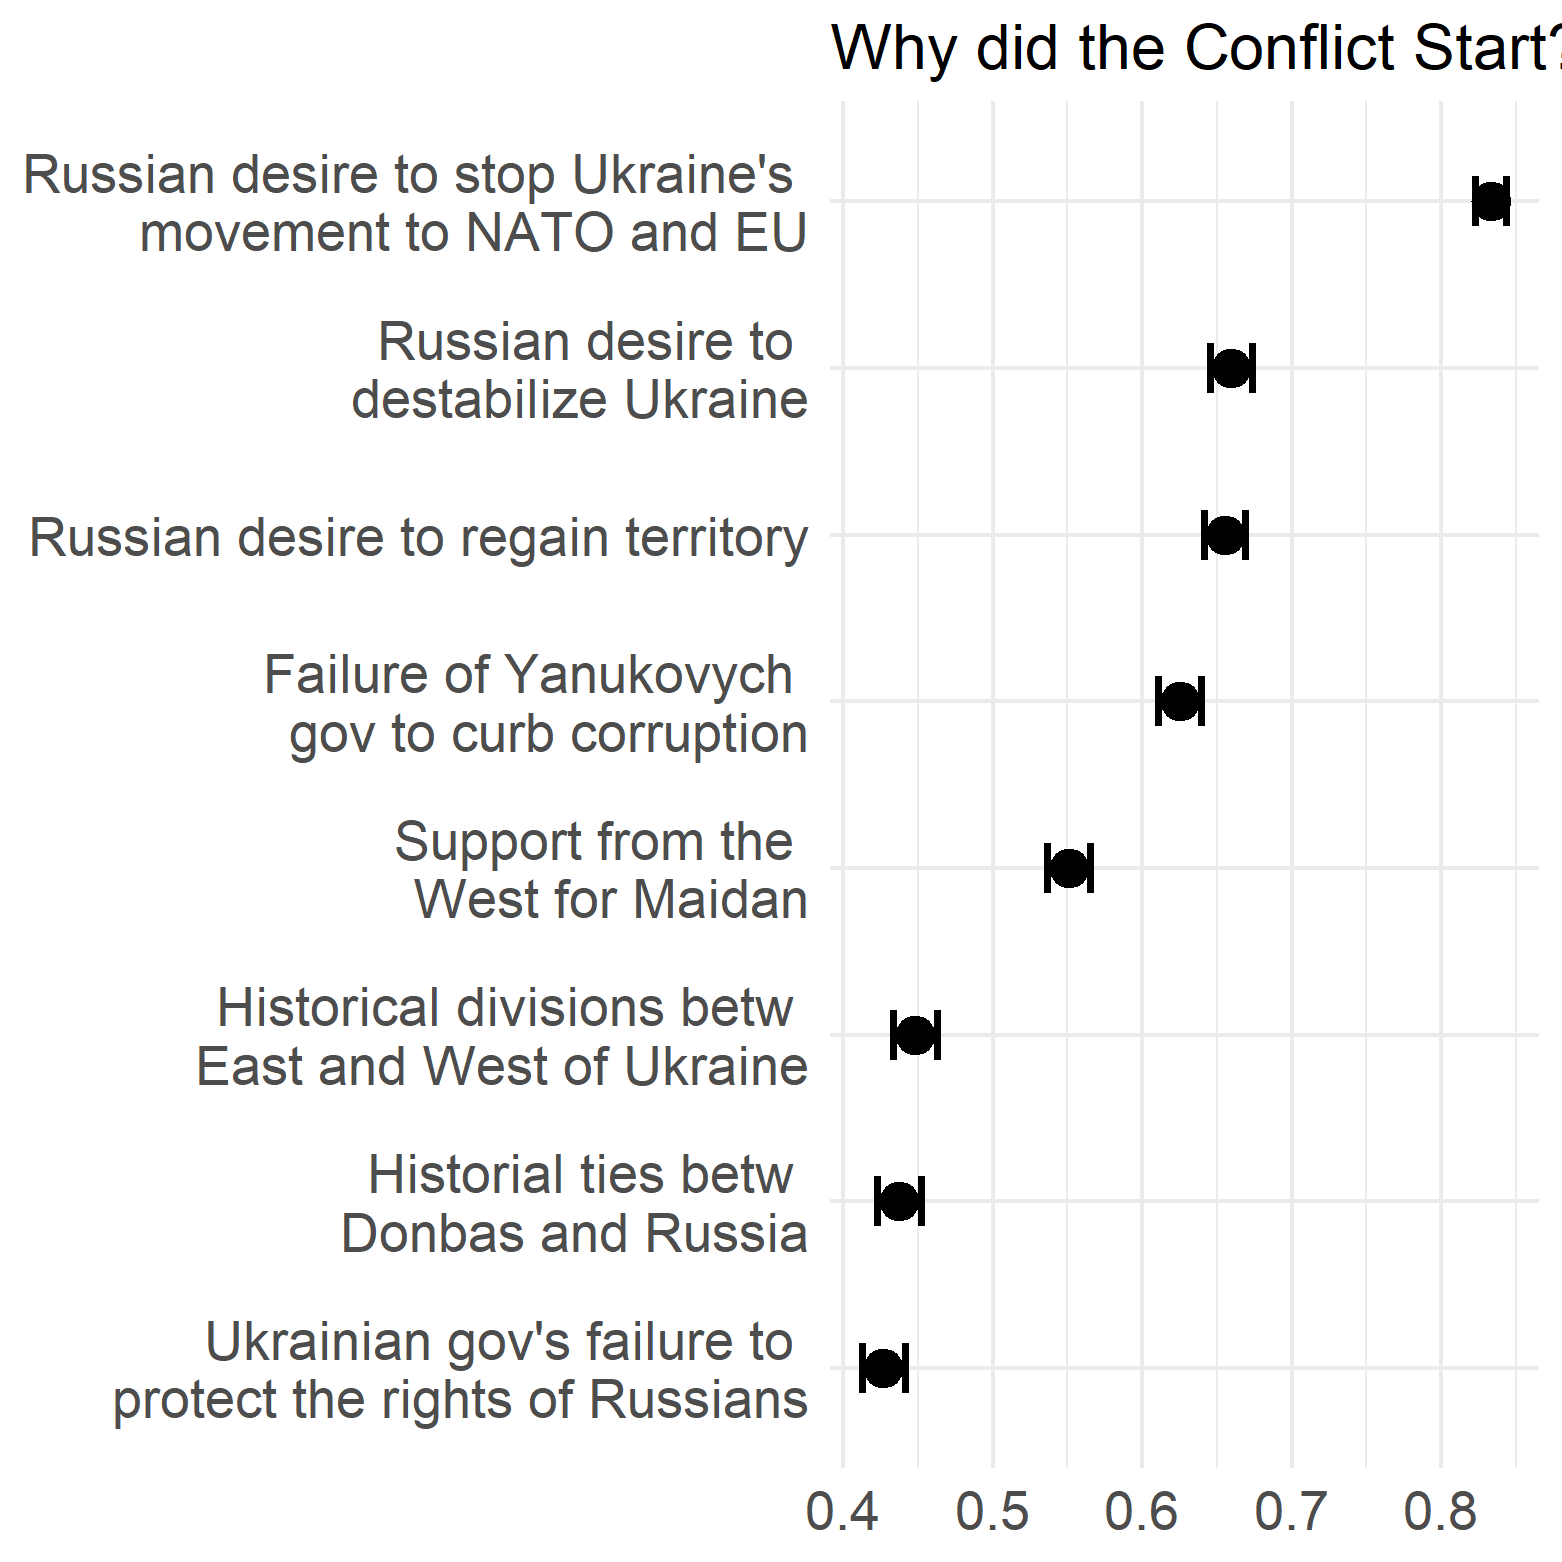 Why did the Conflict Start?
Russian desire to stop Ukraine's
movement to NATO and EU
Russian desire to
destabilize Ukraine
Russian desire to regain territory
Failure of Yanukovych
gov to curb corruption
Support from the
West for Maidan
Historical divisions betw
East and West of Ukraine
Historial ties betw
Donbas and Russia
Ukrainian gov's failure to
protect the rights of Russians
0.4 0.5 0.6 0.7 0.8